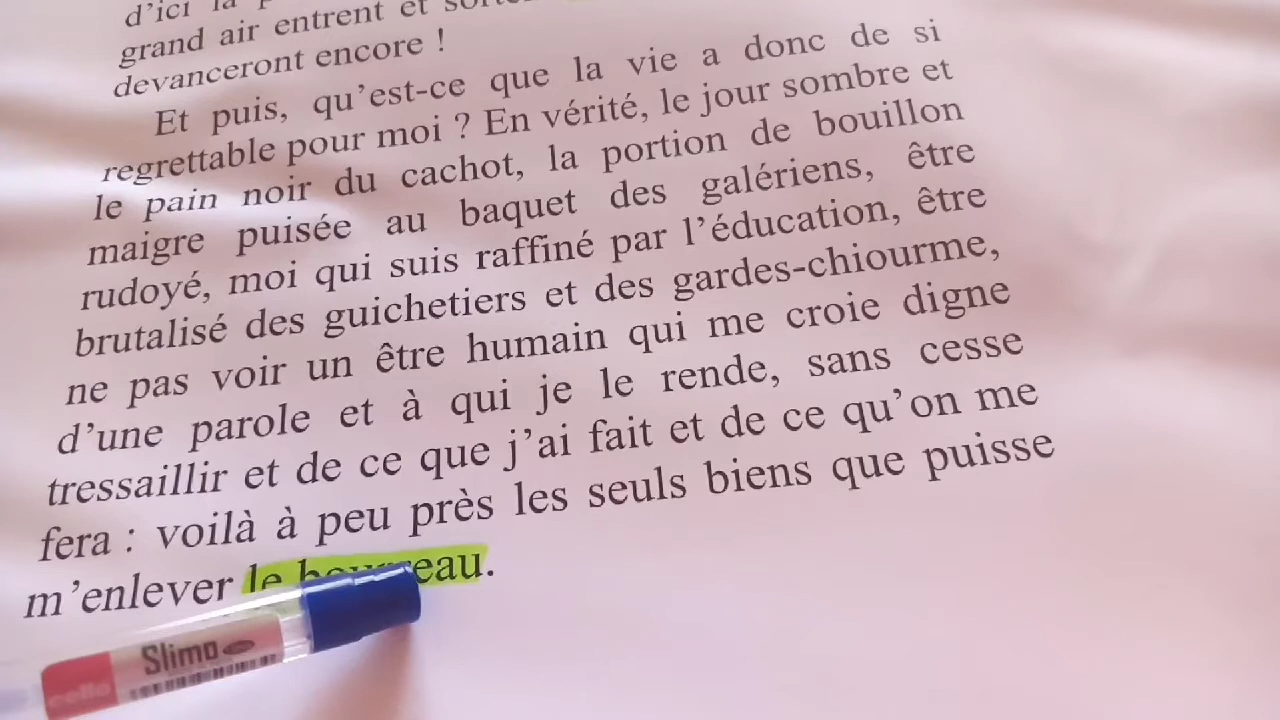 d'ici la
grand air entrent et
devanceront encore !
Et puis, qu'est-ce que la vie a donc de si
regrettable pour moi ? En vérité, le jour sombre et
le pain noir du cachot, la portion de bouillon
maigre puisée au baquet des galériens, être
rudoyé, moi qui suis raffiné par l'éducation, être
brutalisé des guichetiers et des gardes-chiourme,
ne pas voir un être humain qui me croie digne
d'une parole et à qui je le rende, sans cesse
tressaillir et de ce que j'ai fait et de ce qu'on me
fera : voilà à peu près les seuls biens que puisse
m'enlever le bourreau.
Slimo
cello